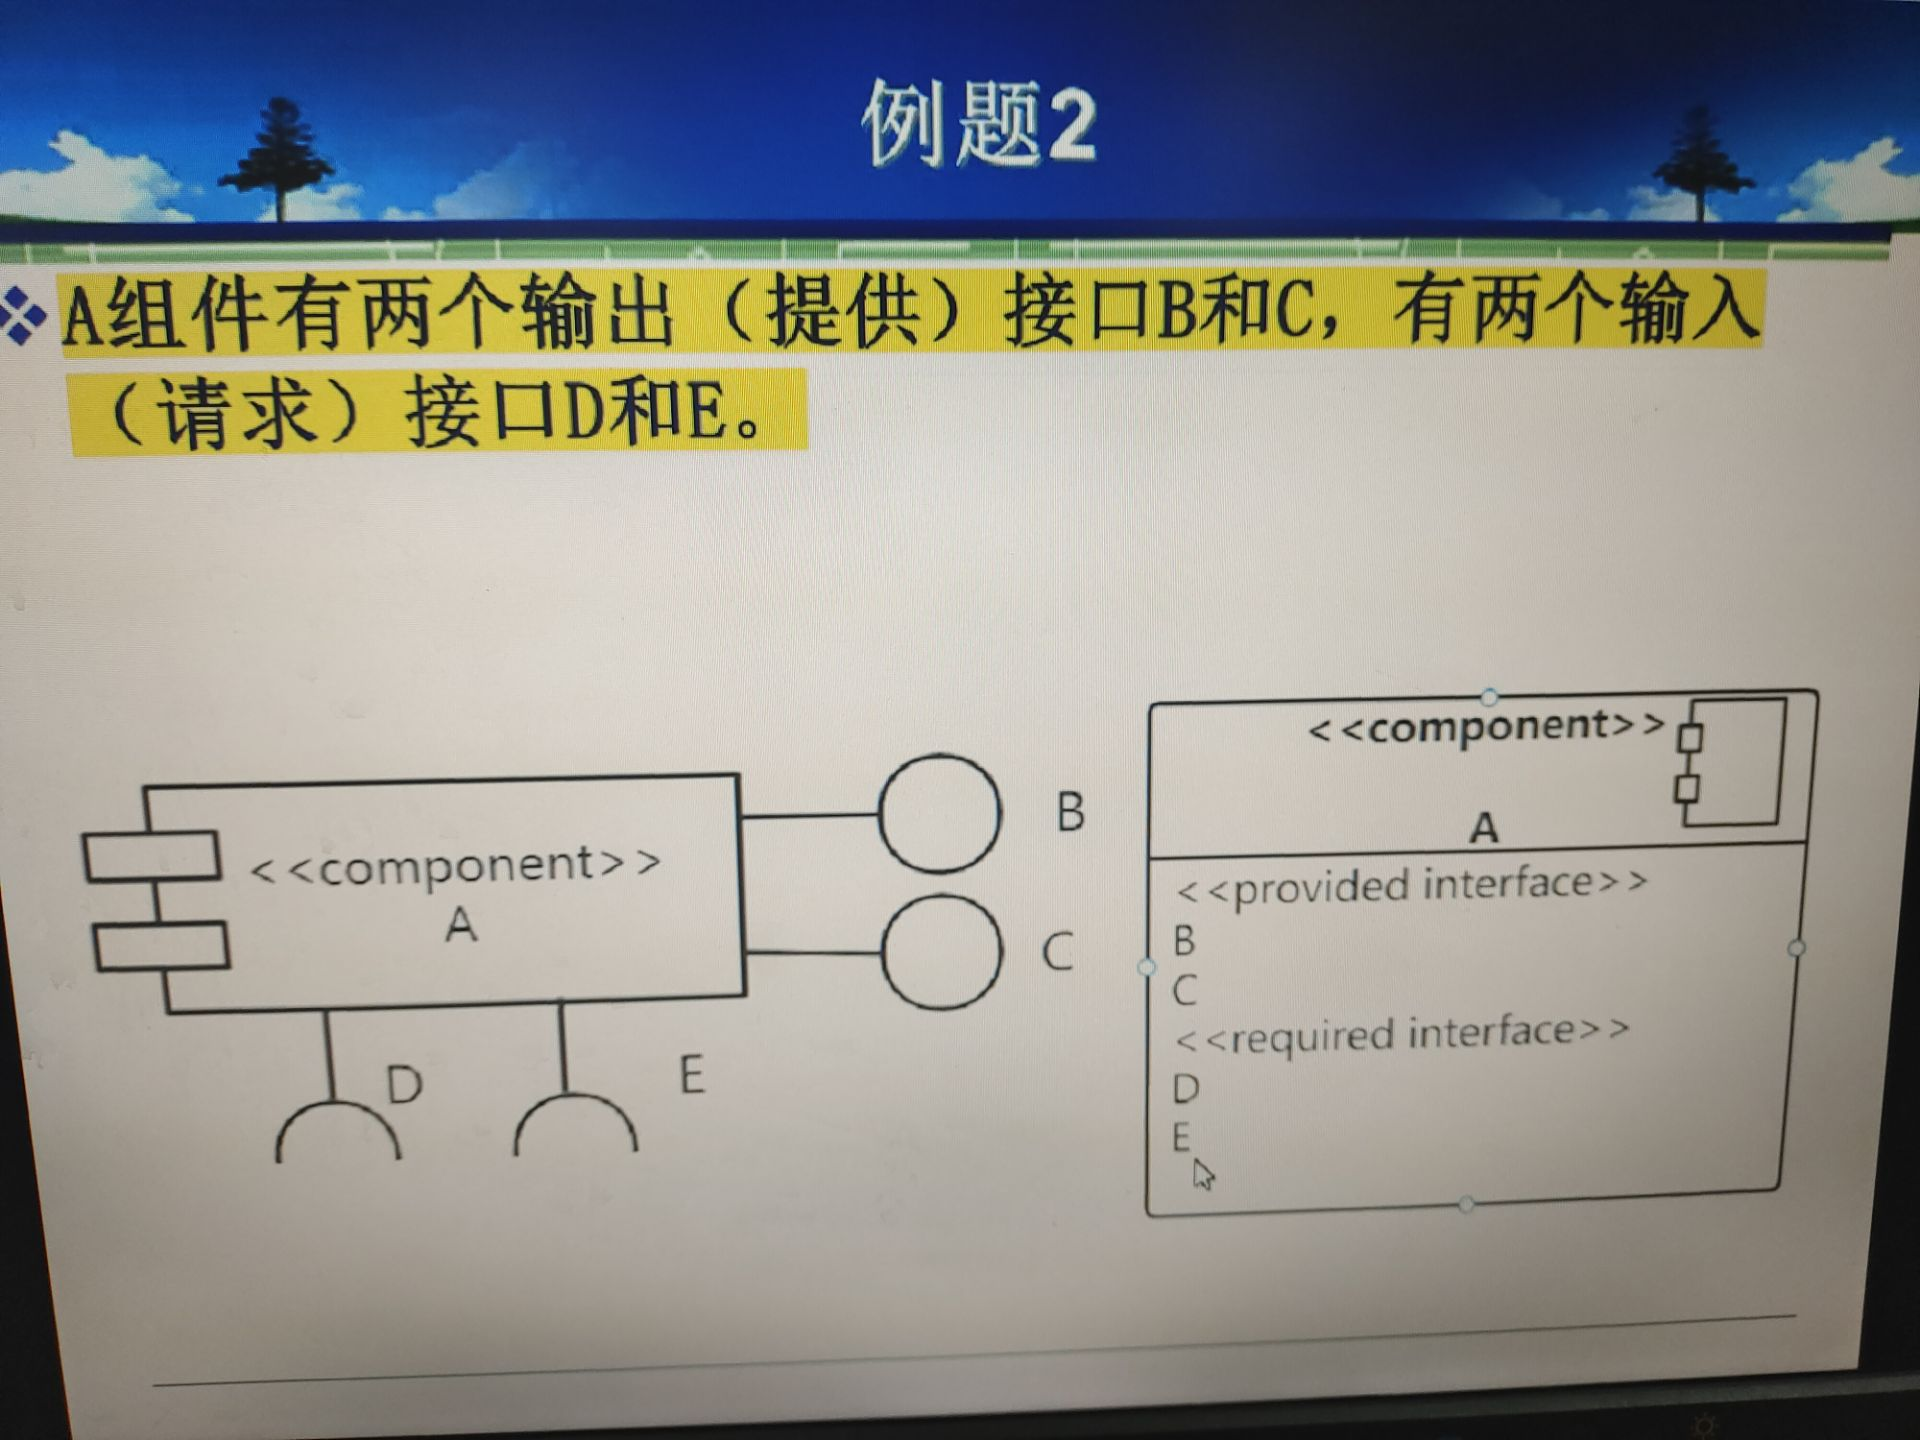 例题2
A组件有两个输出（提供）接口B和C，有两个输入
（请求）接口D和E。
<<component>>
A
B
C
D
E
<<component>>
A
<<provided interface>>
B
C
<<required interface>>
D
E